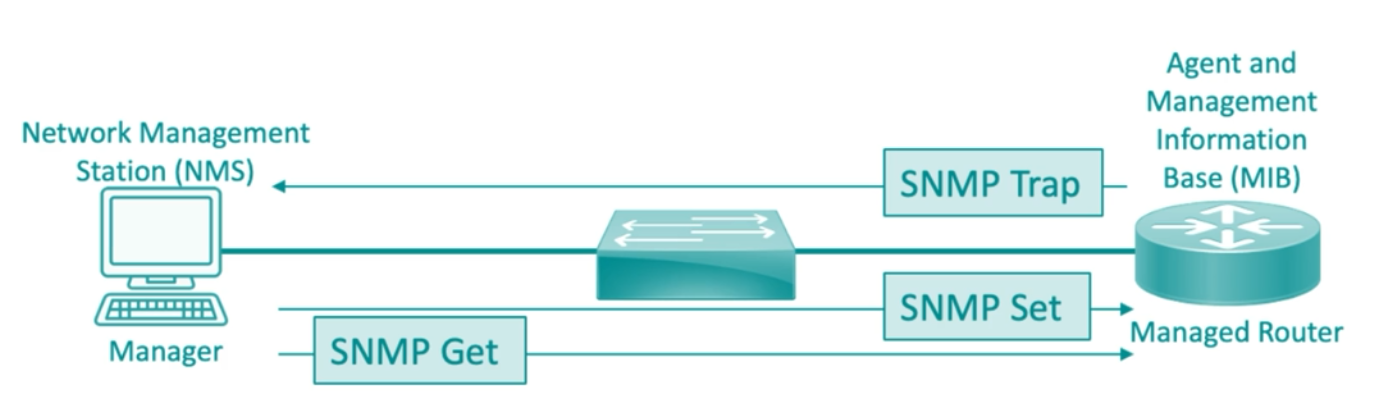 Network Management
Station (NMS)
Manager
SNMP Trap
SNMP Set
SNMP Get
Agent and
Management
Information
Base (MIB)
Managed Router